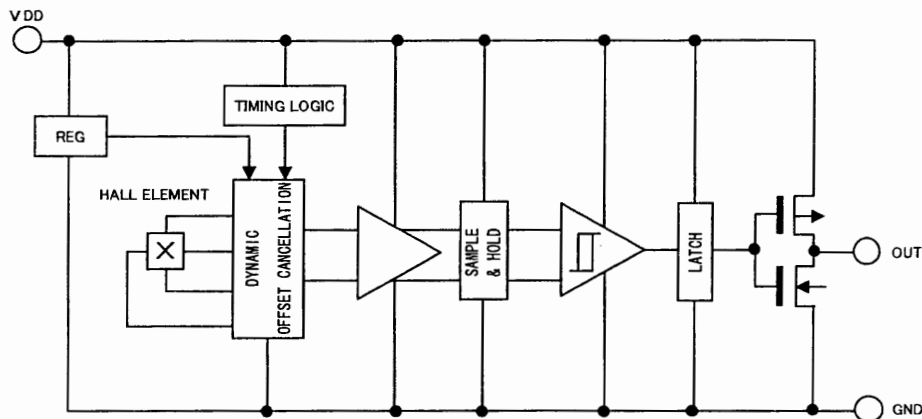 VDD
TIMING LOGIC
REG
HALL ELEMENT
DYNAMIC
OFFSET CANCELLATION
SAMPLE
& HOLD
LATCH
OUT
GND